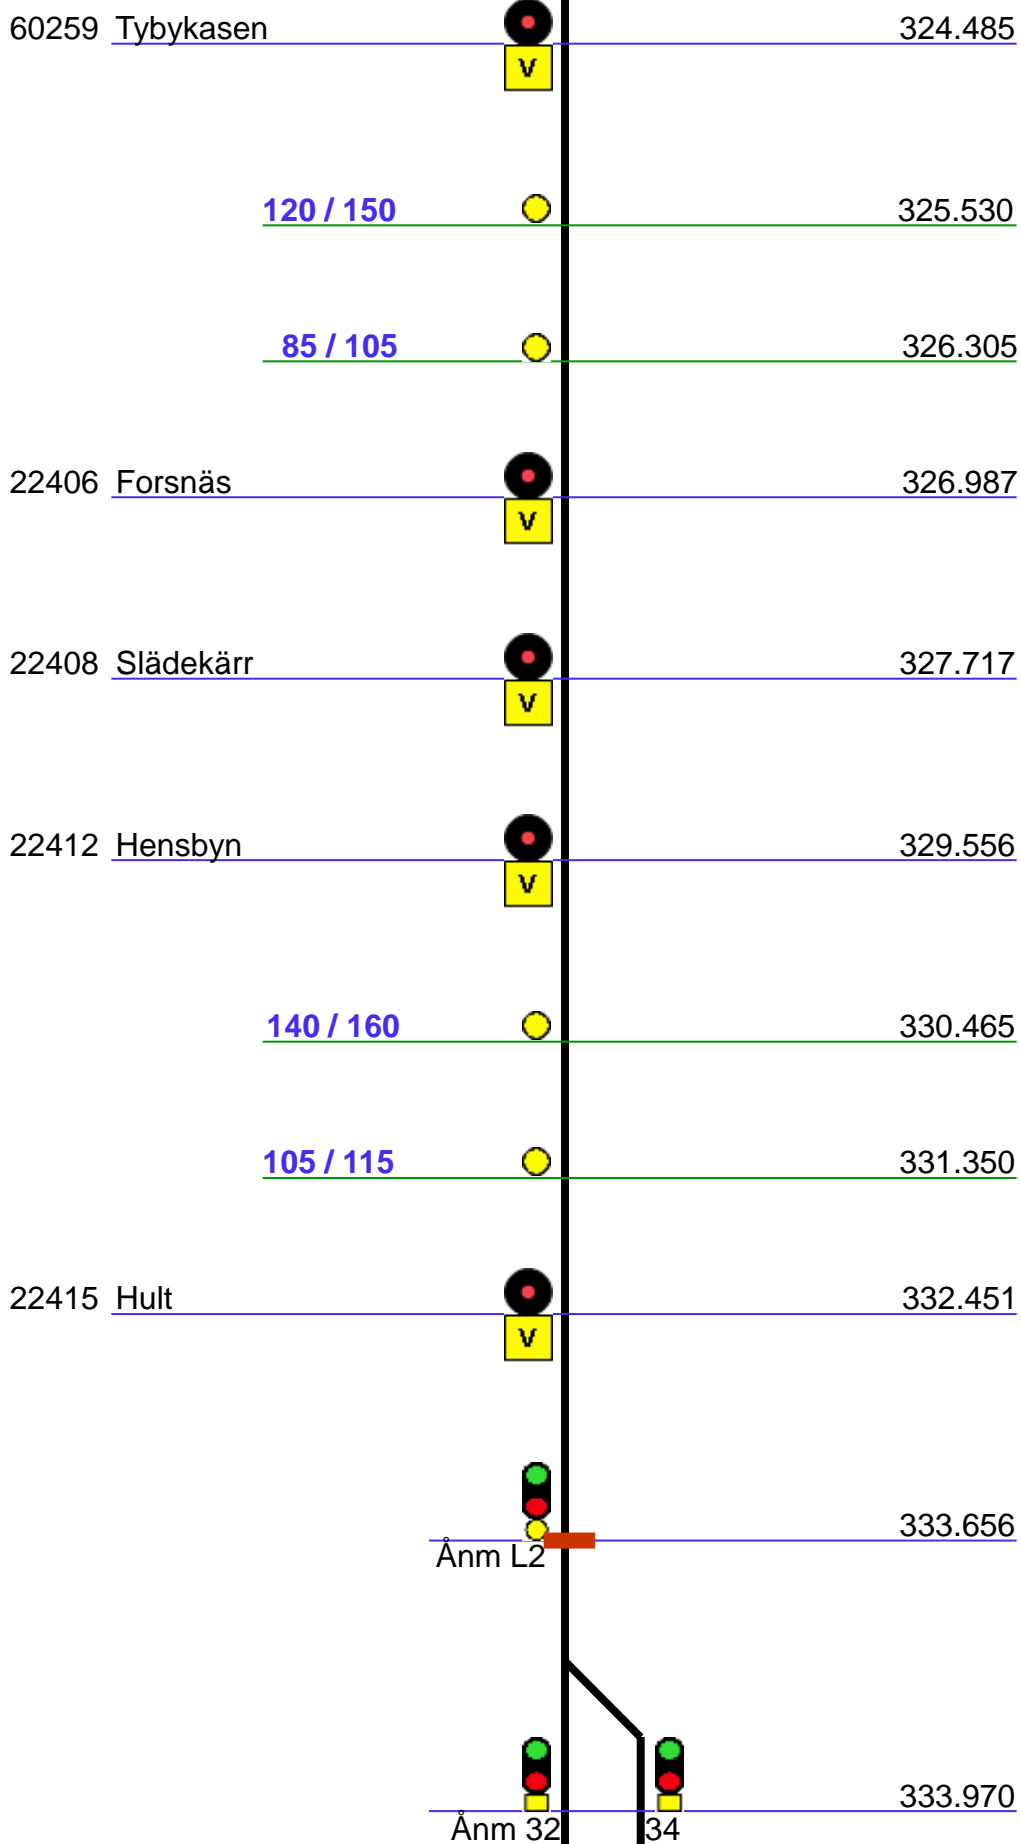 60259 Tybykasen 324.485
V
120 / 150 325.530
85 / 105 326.305
22406 Forsnäs 326.987
V
22408 Slädekärr 327.717
V
22412 Hensbyn 329.556
V
140 / 160 330.465
105 / 115 331.350
22415 Hult 332.451
V
333.656
Ånm L2
333.970
Ånm 32 34